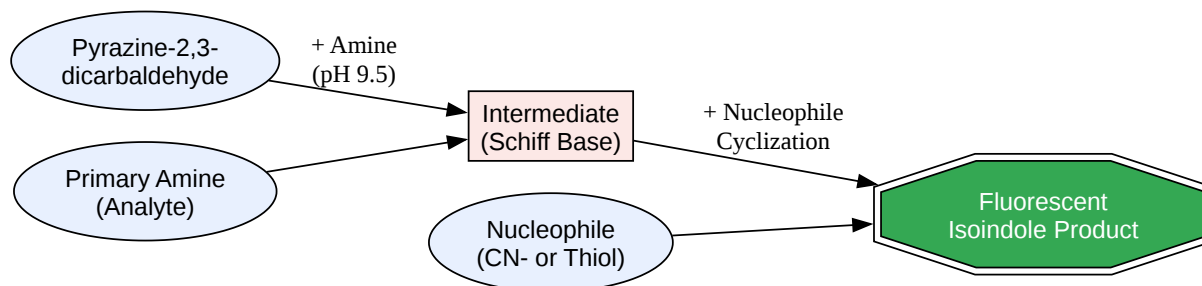 Pyrazine-2,3-
dicarbaldehyde
+ Amine
(pH 9.5)
Primary Amine
(Analyte)
Intermediate
(Schiff Base)
+ Nucleophile
Cyclization
Nucleophile
(CN- or Thiol)
Fluorescent
Isoindole Product